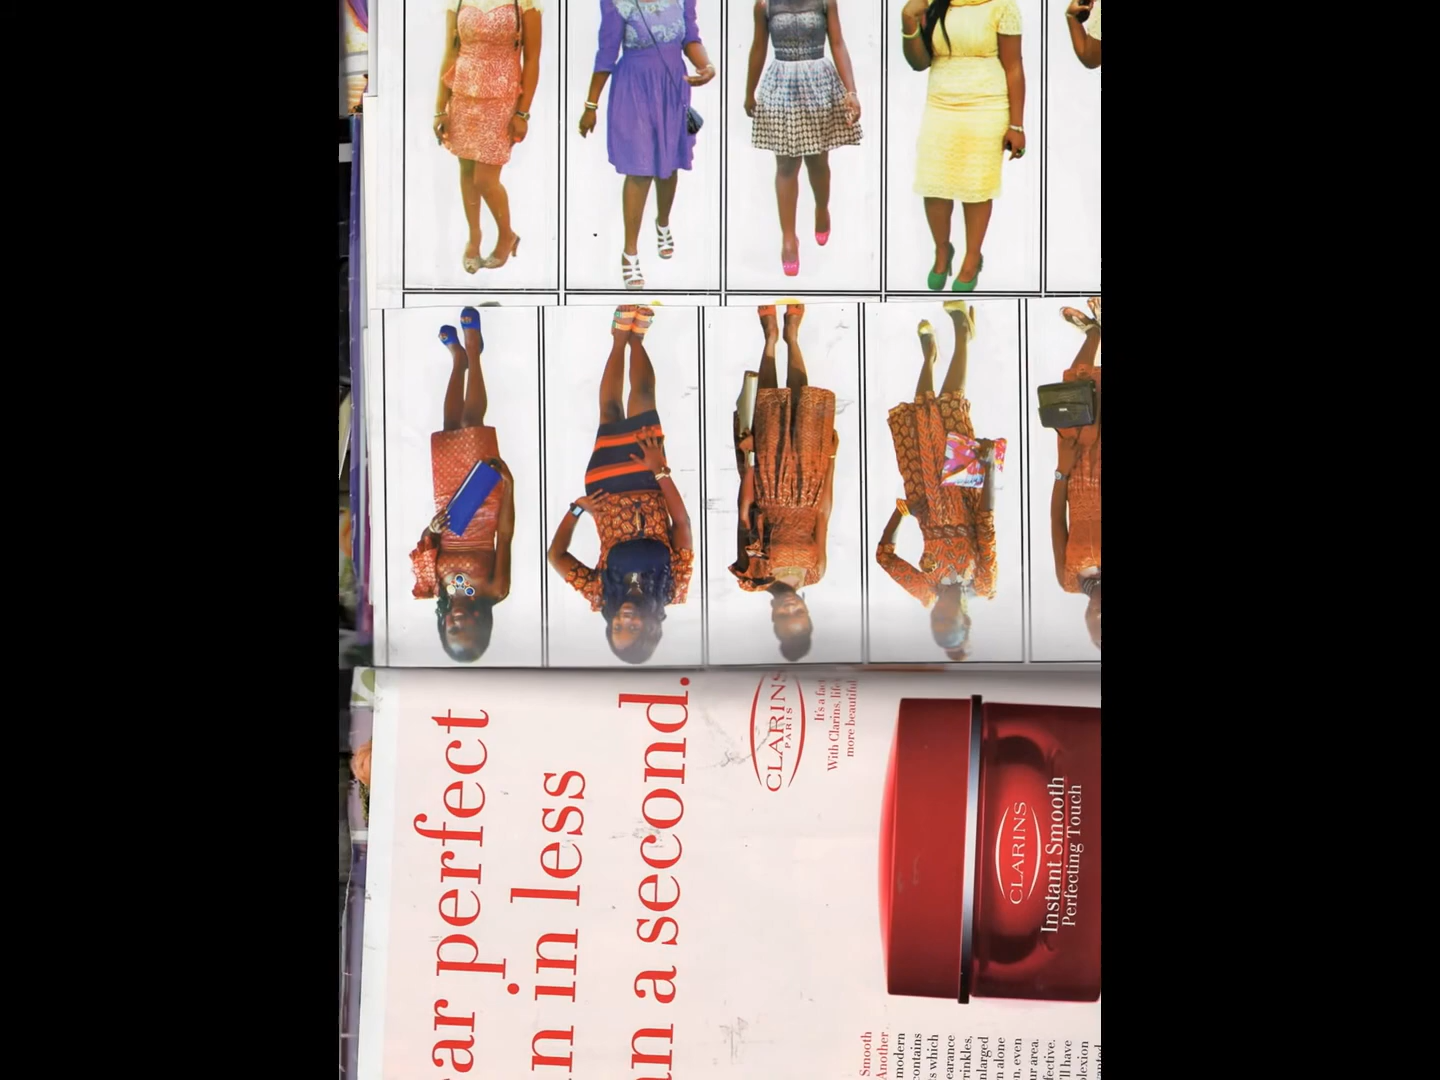 ar perfect
n in less
an a second.
CLARINS
PARIS
It's a fact
With Clarins, life
more beautiful
CLARINS
Instant Smooth
Perfecting Touch
Smooth
Another
modern
contains
s which
earance
rinkles,
nlarged
n alone
n, even
ur area.
fective.
'll have
plexion